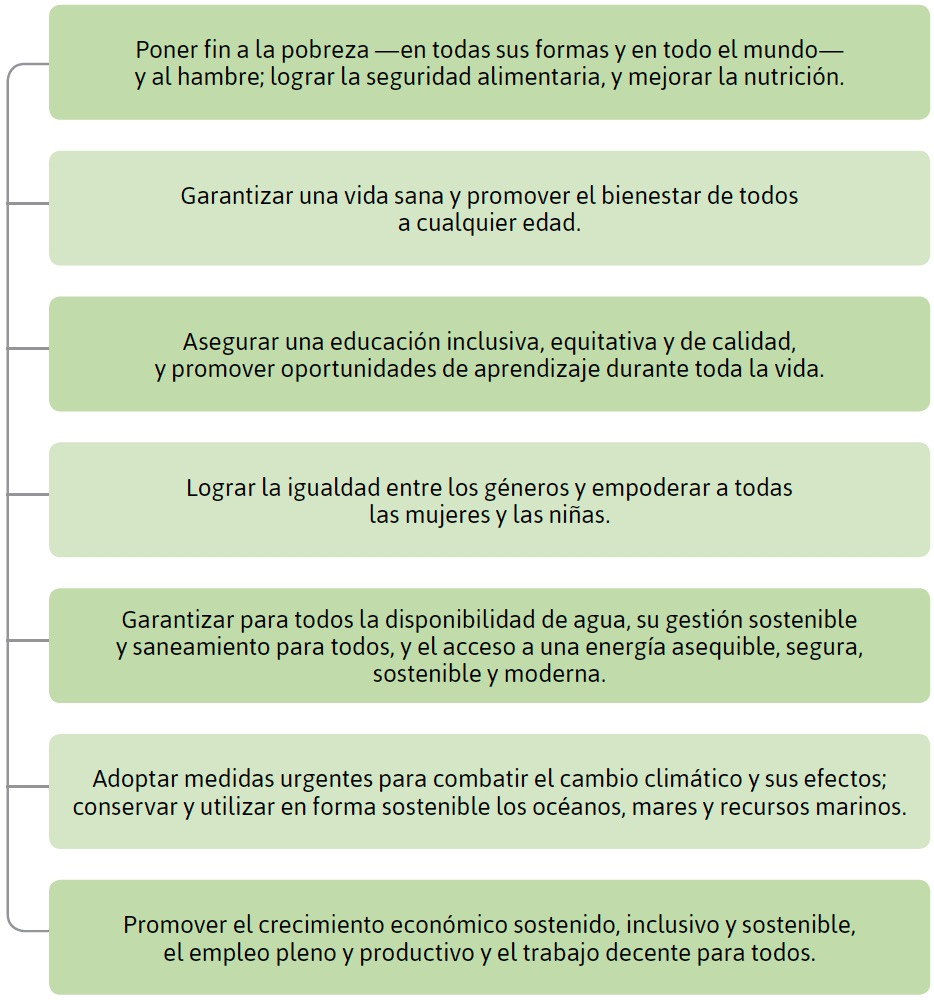 Poner fin a la pobreza —en todas sus formas y en todo el mundo—
y al hambre; lograr la seguridad alimentaria, y mejorar la nutrición.
Garantizar una vida sana y promover el bienestar de todos
a cualquier edad.
Asegurar una educación inclusiva, equitativa y de calidad,
y promover oportunidades de aprendizaje durante toda la vida.
Lograr la igualdad entre los géneros y empoderar a todas
las mujeres y las niñas.
Garantizar para todos la disponibilidad de agua, su gestión sostenible
y saneamiento para todos, y el acceso a una energía asequible, segura,
sostenible y moderna.
Adoptar medidas urgentes para combatir el cambio climático y sus efectos;
conservar y utilizar en forma sostenible los océanos, mares y recursos marinos.
Promover el crecimiento económico sostenido, inclusivo y sostenible,
el empleo pleno y productivo y el trabajo decente para todos.